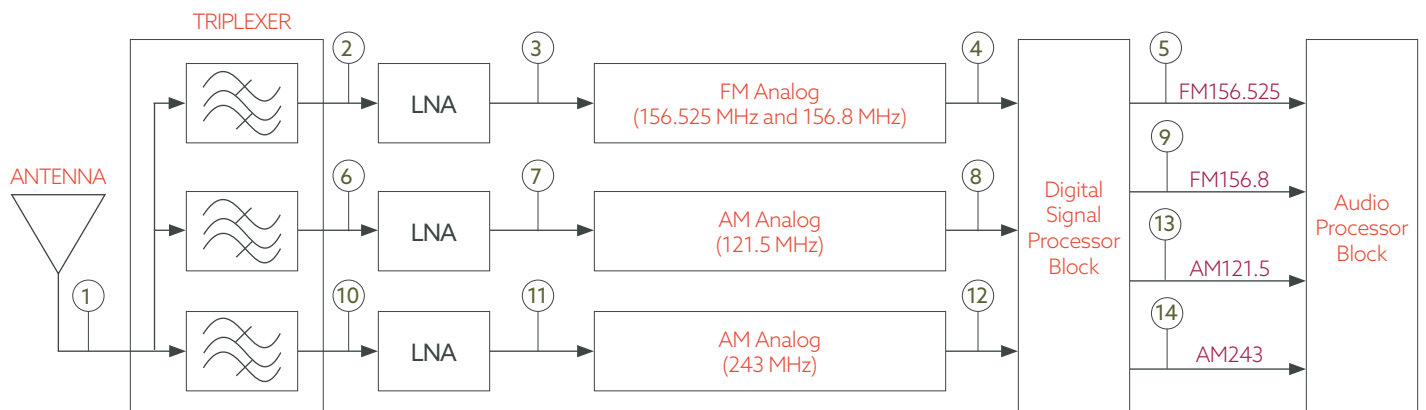 TRIPLEXER
ANTENNA
1
2
LNA
3
FM Analog
(156.525 MHz and 156.8 MHz)
4
6
LNA
7
AM Analog
(121.5 MHz)
8
10
LNA
11
AM Analog
(243 MHz)
12
Digital
Signal
Processor
Block
5
FM156.525
9
FM156.8
13
AM121.5
14
AM243
Audio
Processor
Block